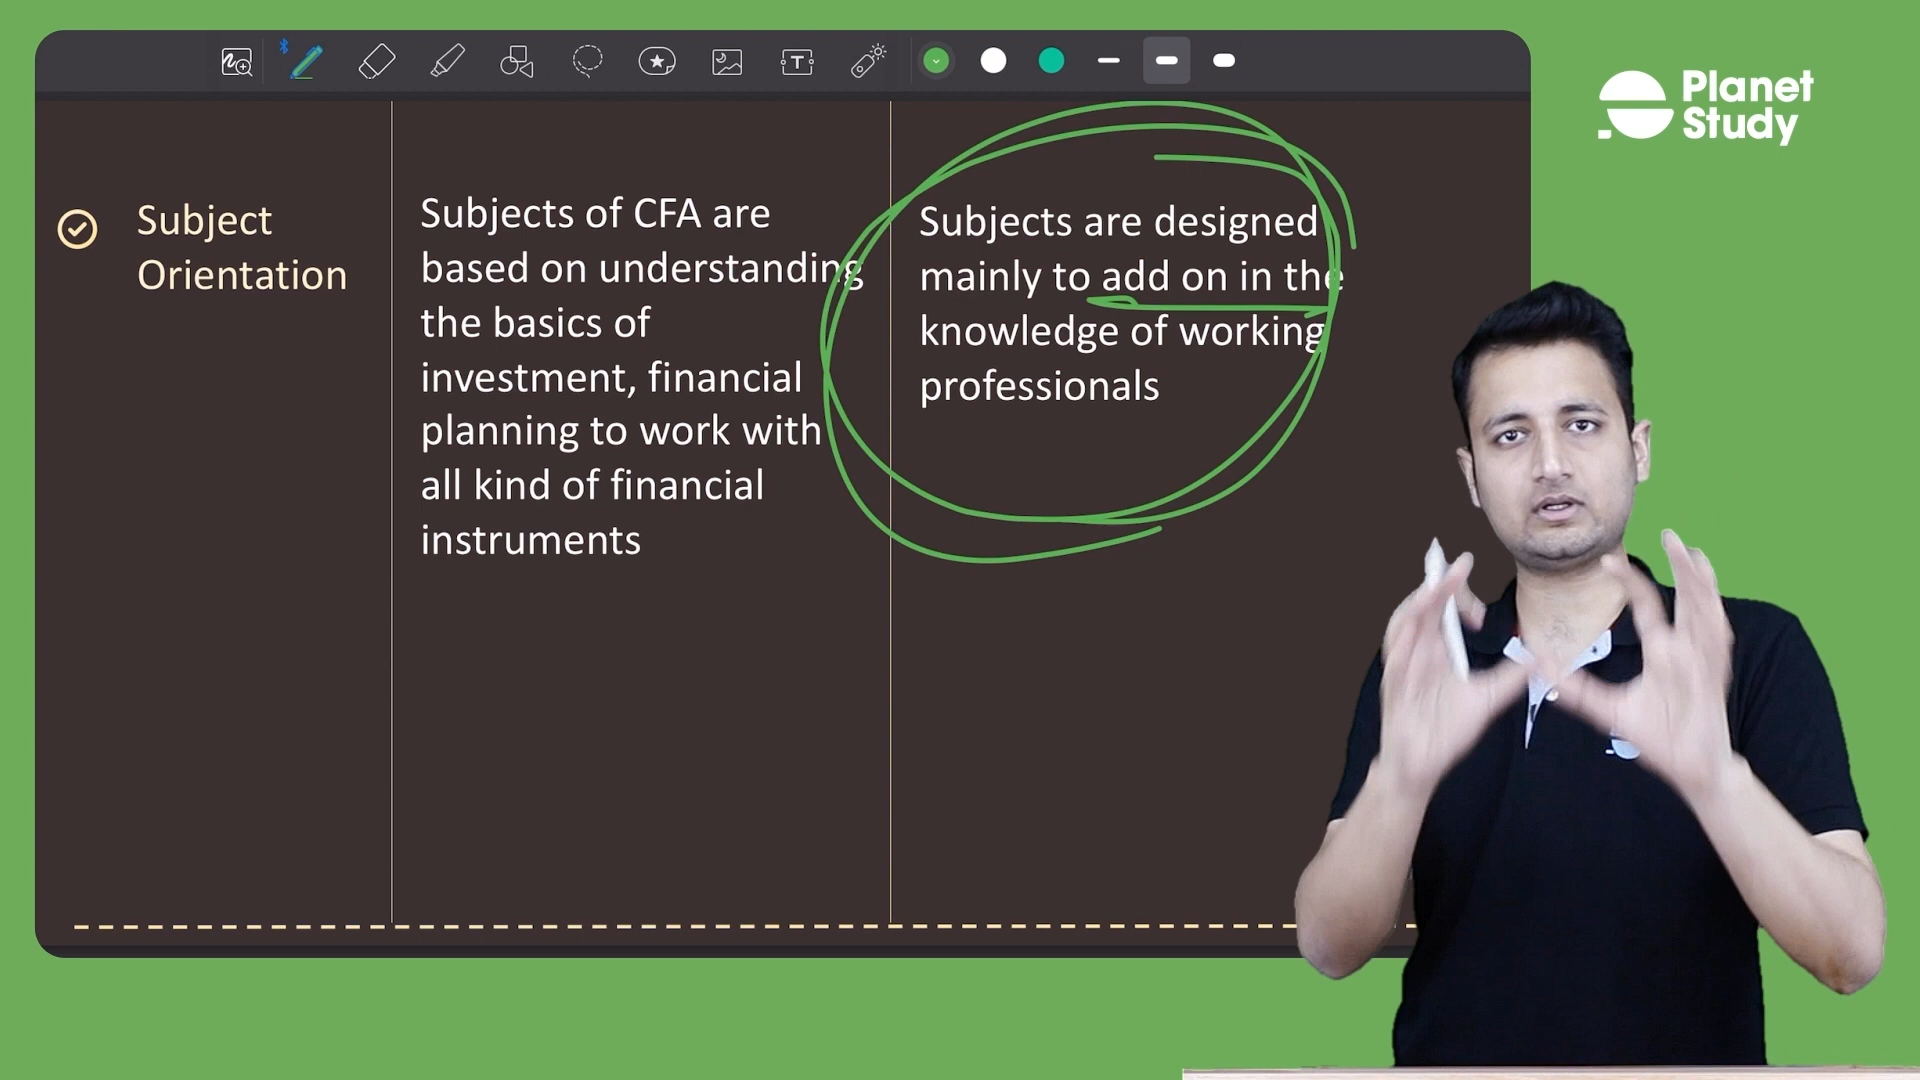 Planet
Study
Subject
Orientation
Subjects of CFA are
based on understanding
the basics of
investment, financial
planning to work with
all kind of financial
instruments
Subjects are designed
mainly to add on in the
knowledge of working
professionals
T